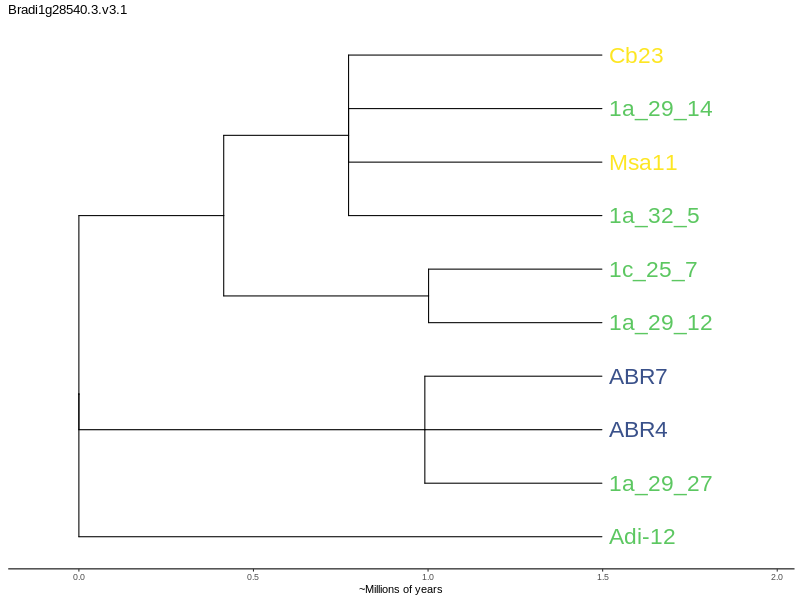 Bradi1g28540.3.v3.1
Cb23
1a_29_14
Msa11
1a_32_5
1c_25_7
1a_29_12
ABR7
ABR4
1a_29_27
Adi-12
0.0 0.5 1.0 1.5 2.0
~Millions of years